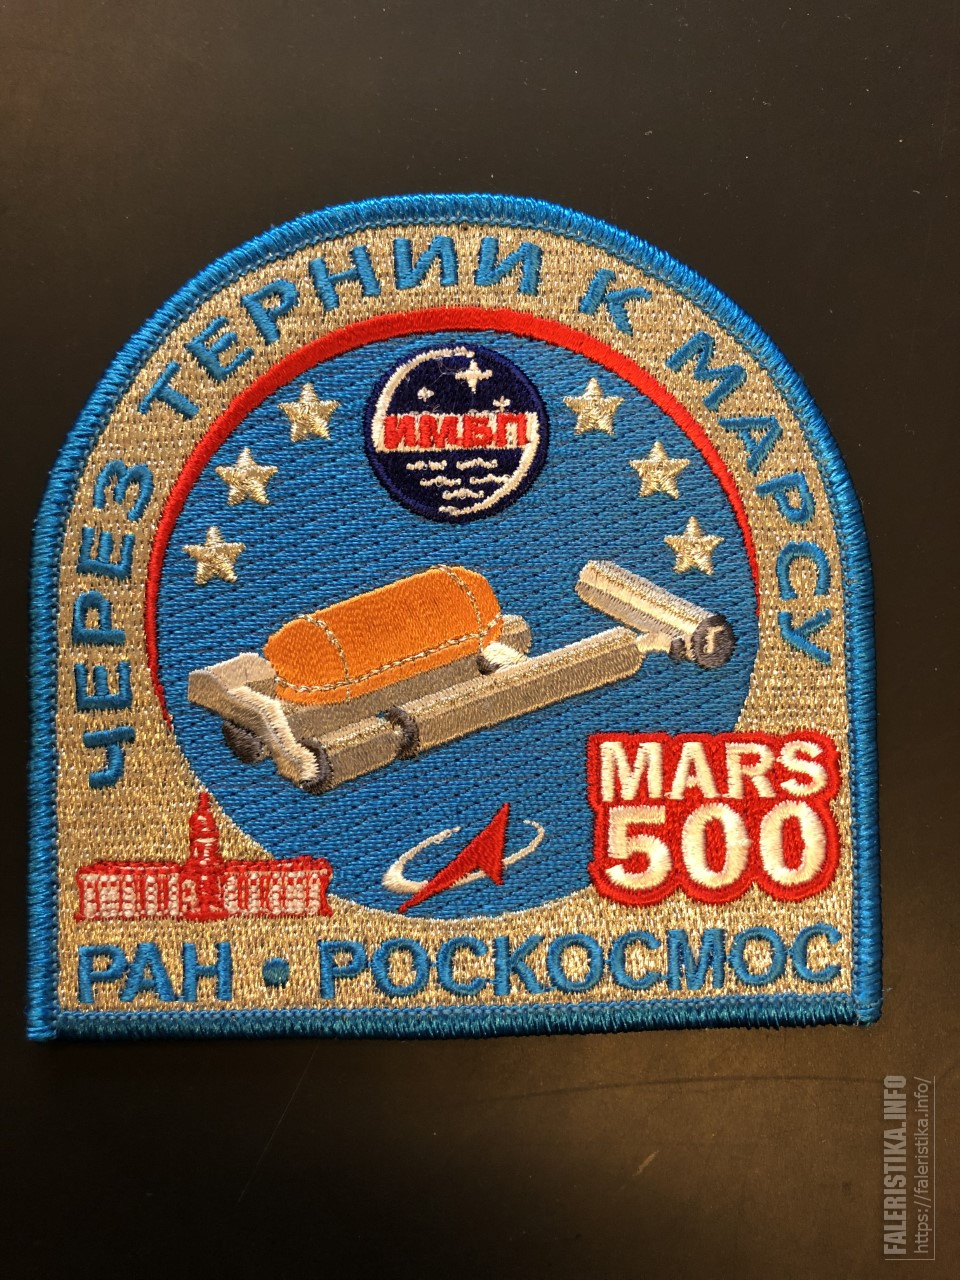 ЧЕРЕЗ ТЕРНИИ К МАРСУ
ИМБП
MARS
500
РАН • РОСКОСМОС
FALERISTIKA.INFO
https://faleristika.info/